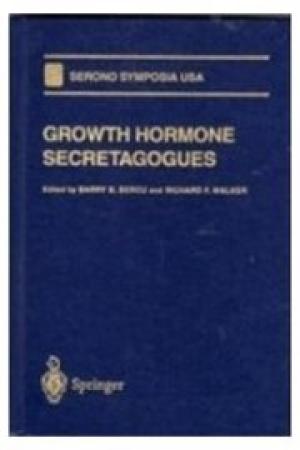 SERONO SYMPOSIA USA
GROWTH HORMONE
SECRETAGOGUES
Edited by BARRY B. BERCU and RICHARD F. WALKER
Springer